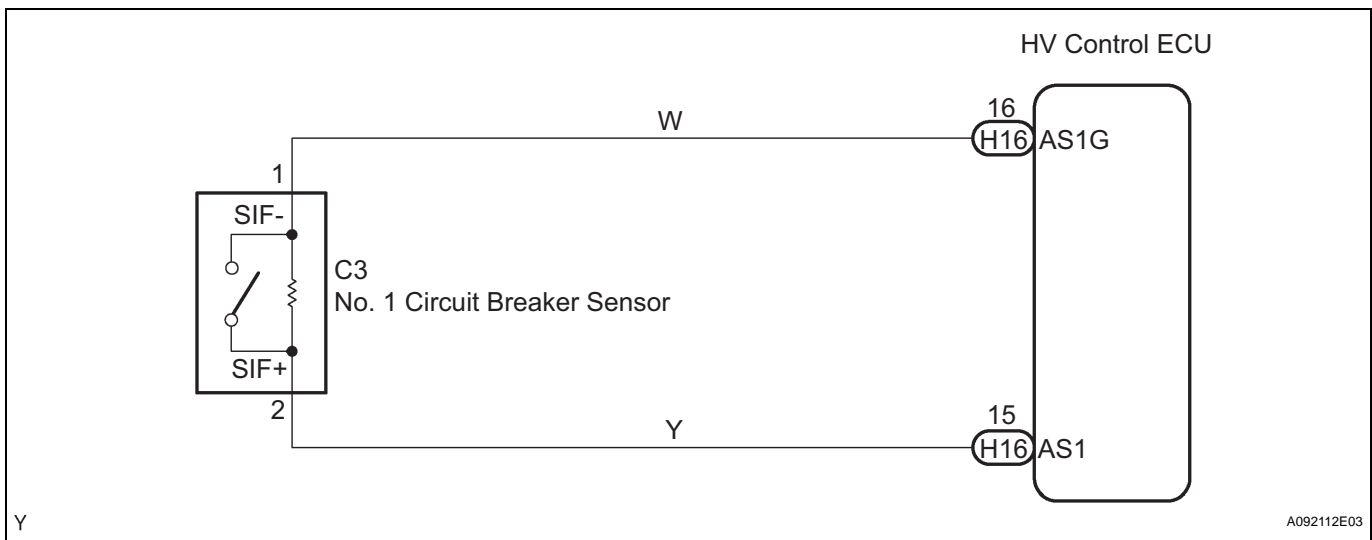 HV Control ECU
W
16
H16 AS1G
1
SIF-
C3
No. 1 Circuit Breaker Sensor
SIF+
2
Y
15
H16 AS1
Y
A092112E03